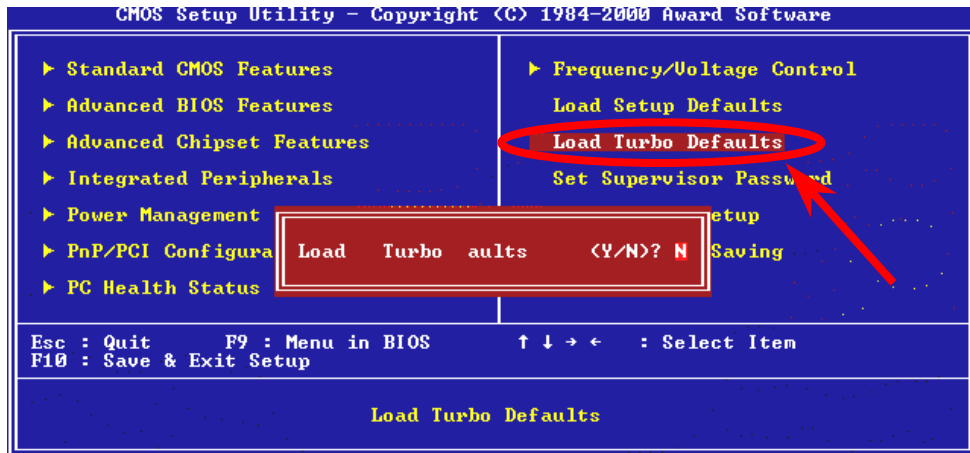 CMOS Setup Utility - Copyright (C) 1984-2000 Award Software
► Standard CMOS Features
► Advanced BIOS Features
► Advanced Chipset Features
► Integrated Peripherals
► Power Management
► PnP/PCI Configura
► PC Health Status
► Frequency/Voltage Control
Load Setup Defaults
Load Turbo Defaults
Set Supervisor Password
etup
Saving
Load Turbo aults (Y/N)? N
Esc : Quit F9 : Menu in BIOS ↑ ↓ → ← : Select Item
F10 : Save & Exit Setup
Load Turbo Defaults